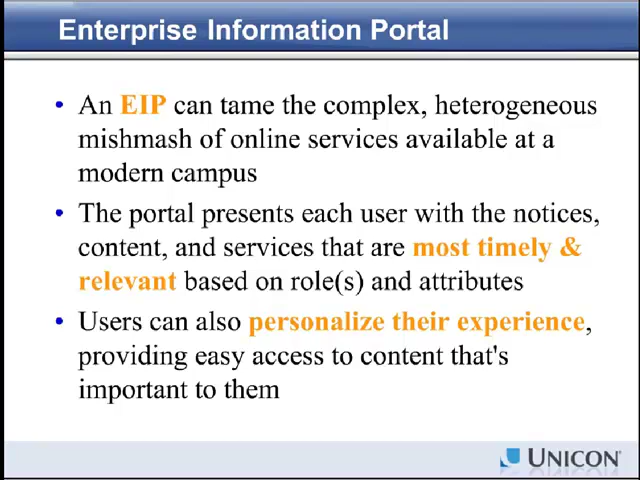 Enterprise Information Portal
• An EIP can tame the complex, heterogeneous
mishmash of online services available at a
modern campus
• The portal presents each user with the notices,
content, and services that are most timely &
relevant based on role(s) and attributes
• Users can also personalize their experience,
providing easy access to content that's
important to them
UNICON